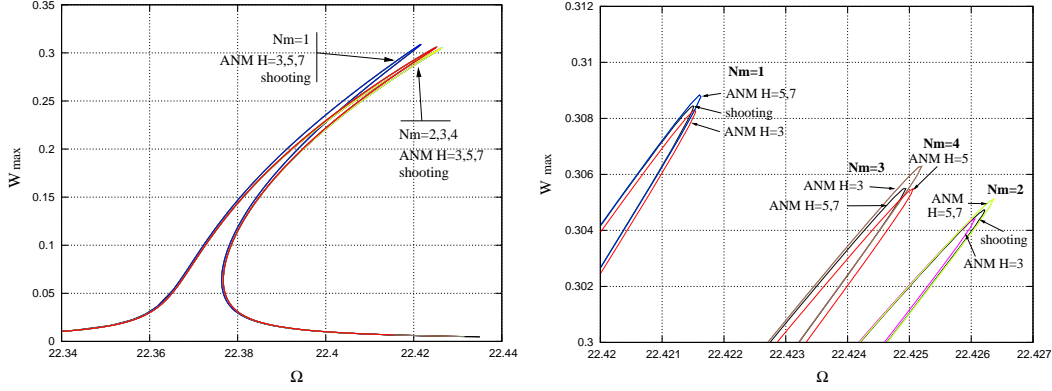 0.35
0.3
0.25
0.2
0.15
0.1
0.05
0
W max
22.34
22.36
22.38
22.4
22.42
22.44
Ω
Nm=1
ANM H=3,5,7
shooting
Nm=2,3,4
ANM H=3,5,7
shooting
0.312
0.31
0.308
0.306
0.304
0.302
0.3
W max
22.42
22.421
22.422
22.423
22.424
22.425
22.426
22.427
Ω
Nm=1
ANM H=5,7
shooting
ANM H=3
Nm=4
ANM H=5
Nm=3
ANM H=3
ANM H=5,7
Nm=2
ANM
H=5,7
shooting
ANM H=3